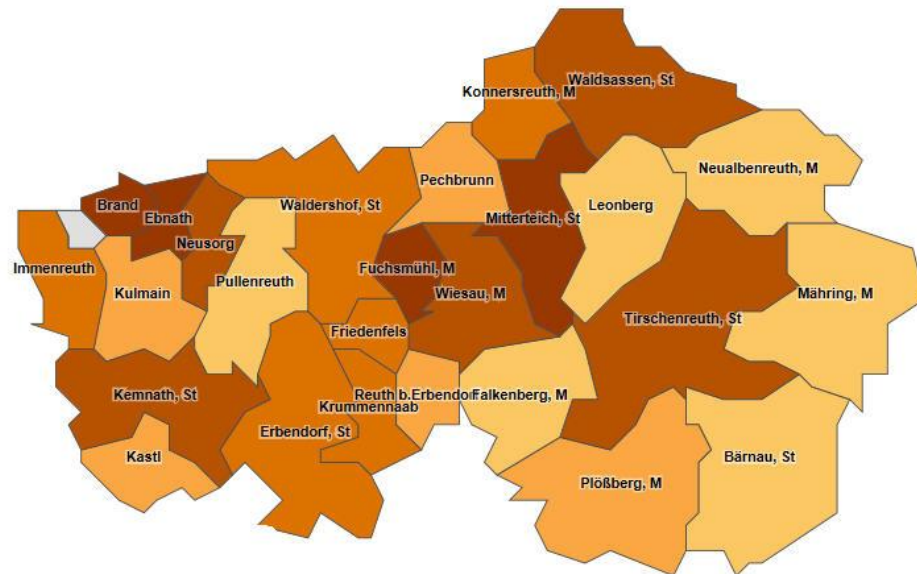 Waldsassen, St
Konnersreuth, M
Neualbenreuth, M
Pechbrunn
Brand
Waldershof, St
Leonberg
Ebnath
Mitterteich, St
Neusorg
Immenreuth
Fuchsmühl, M
Pullenreuth
Mähring, M
Kulmain
Wiesau, M
Tirschenreuth, St
Friedenfels
Kemnath, St
Reuth b. Erbendorf
Falkenberg, M
Krummennaab
Erbendorf, St
Bärnau, St
Kastl
Plößberg, M